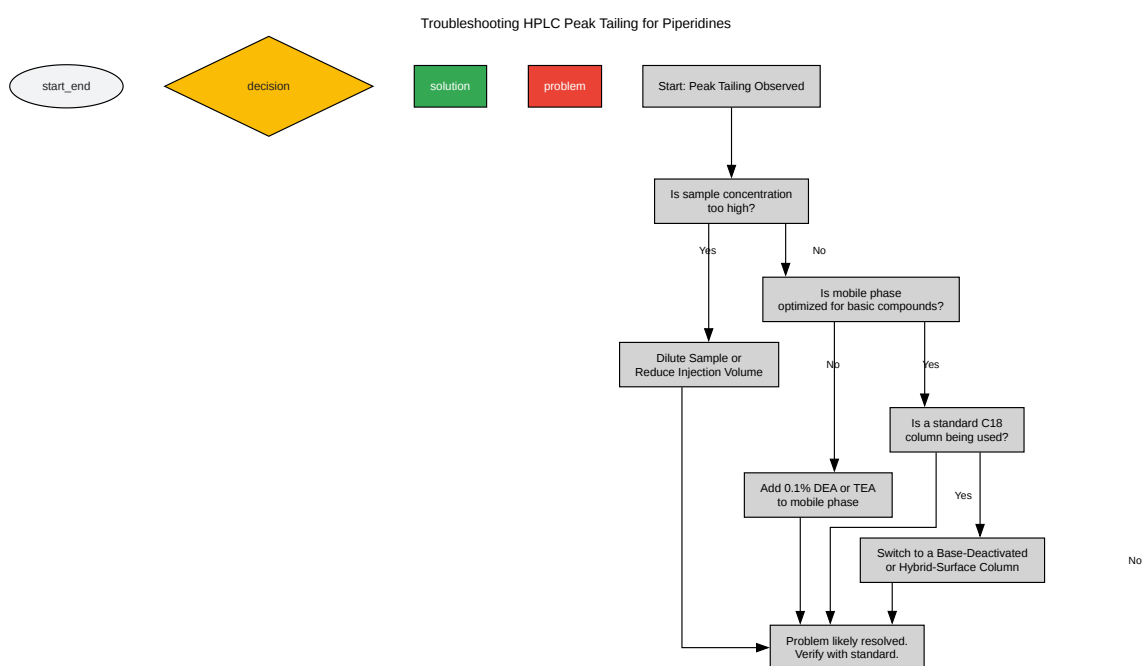 Troubleshooting HPLC Peak Tailing for Piperidines
start_end
decision
solution
problem
Start: Peak Tailing Observed
Is sample concentration
too high?
Yes
No
Is mobile phase
optimized for basic compounds?
Dilute Sample or
Reduce Injection Volume
No
Yes
Is a standard C18
column being used?
Add 0.1% DEA or TEA
to mobile phase
Yes
Switch to a Base-Deactivated
or Hybrid-Surface Column
No
Problem likely resolved.
Verify with standard.